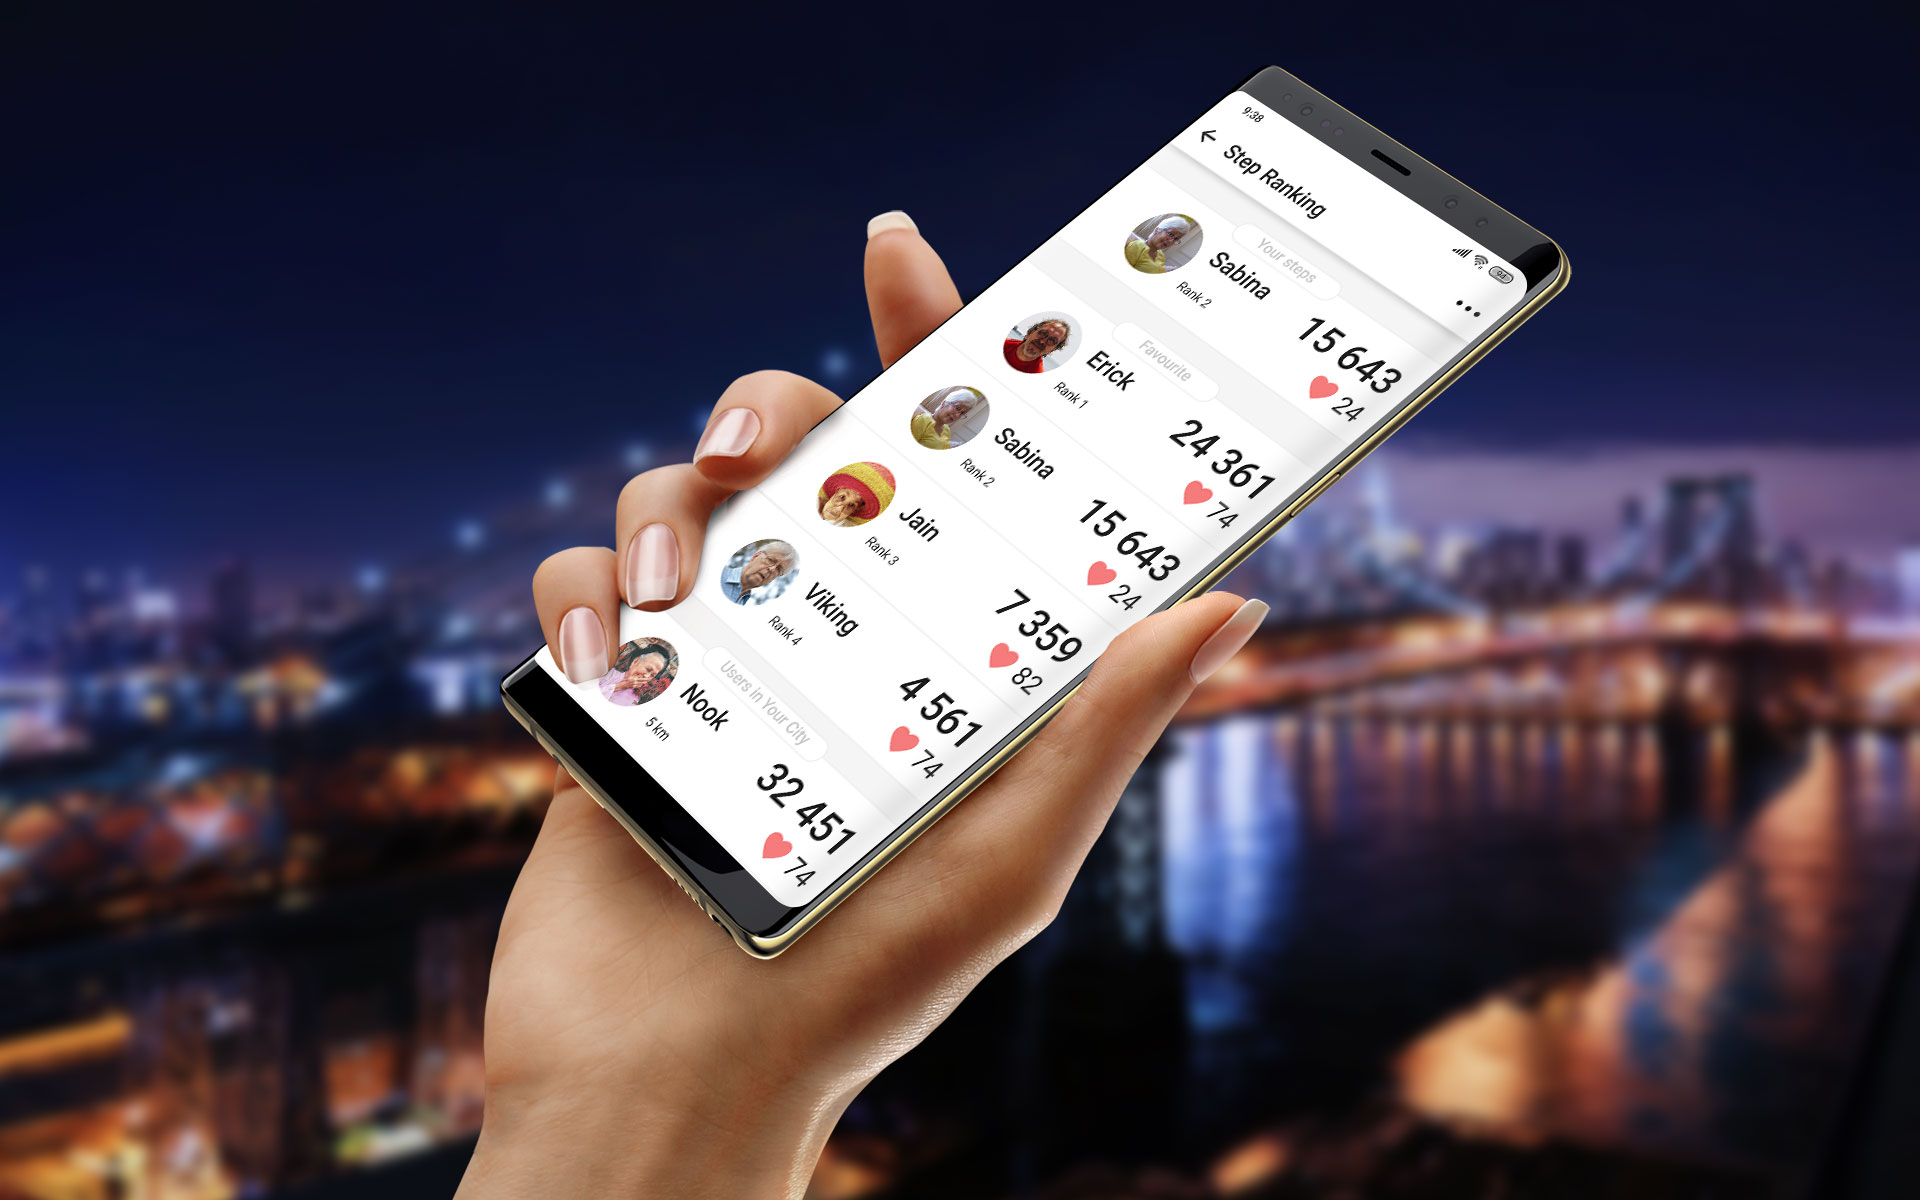 9:38
Step Ranking
Your steps
Sabina
Rank 2
15 643
24
Favourite
Erick
Rank 1
24 361
74
Sabina
Rank 2
15 643
24
Jain
Rank 3
7 359
82
Viking
Rank 4
4 561
74
Users in Your City
Nook
5 km
32 451
74